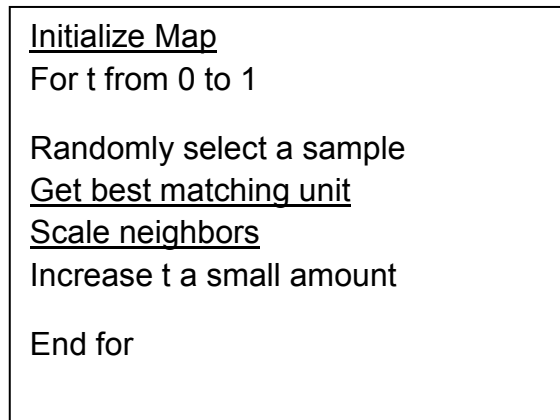 Initialize Map
For t from 0 to 1
Randomly select a sample
Get best matching unit
Scale neighbors
Increase t a small amount
End for